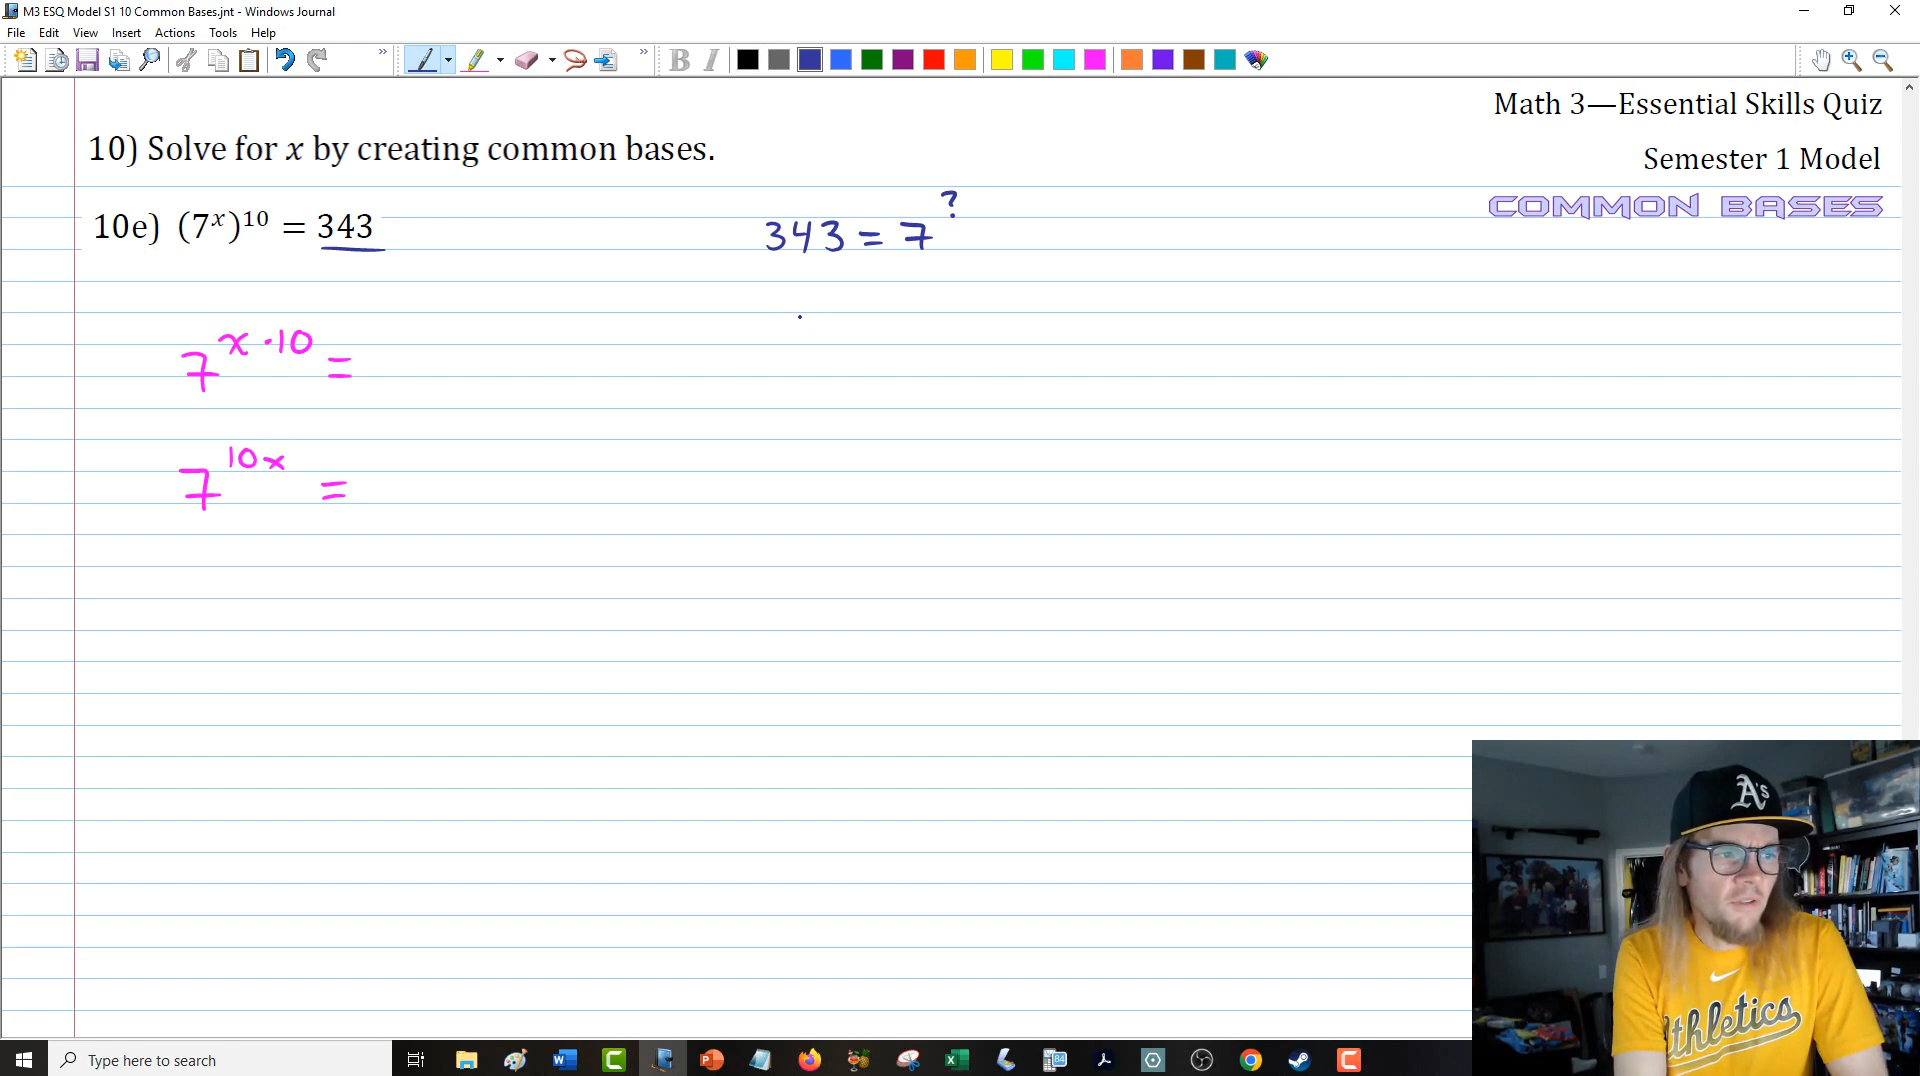 M3 ESQ Model S1 10 Common Bases.jnt - Windows Journal
File Edit View Insert Actions Tools Help
Math 3—Essential Skills Quiz
10) Solve for x by creating common bases.
Semester 1 Model
COMMON BASES
10e) (7^x)^10 = 343
343 = 7^?
7^x·10 =
7^10x =
A's
Athletics
Type here to search